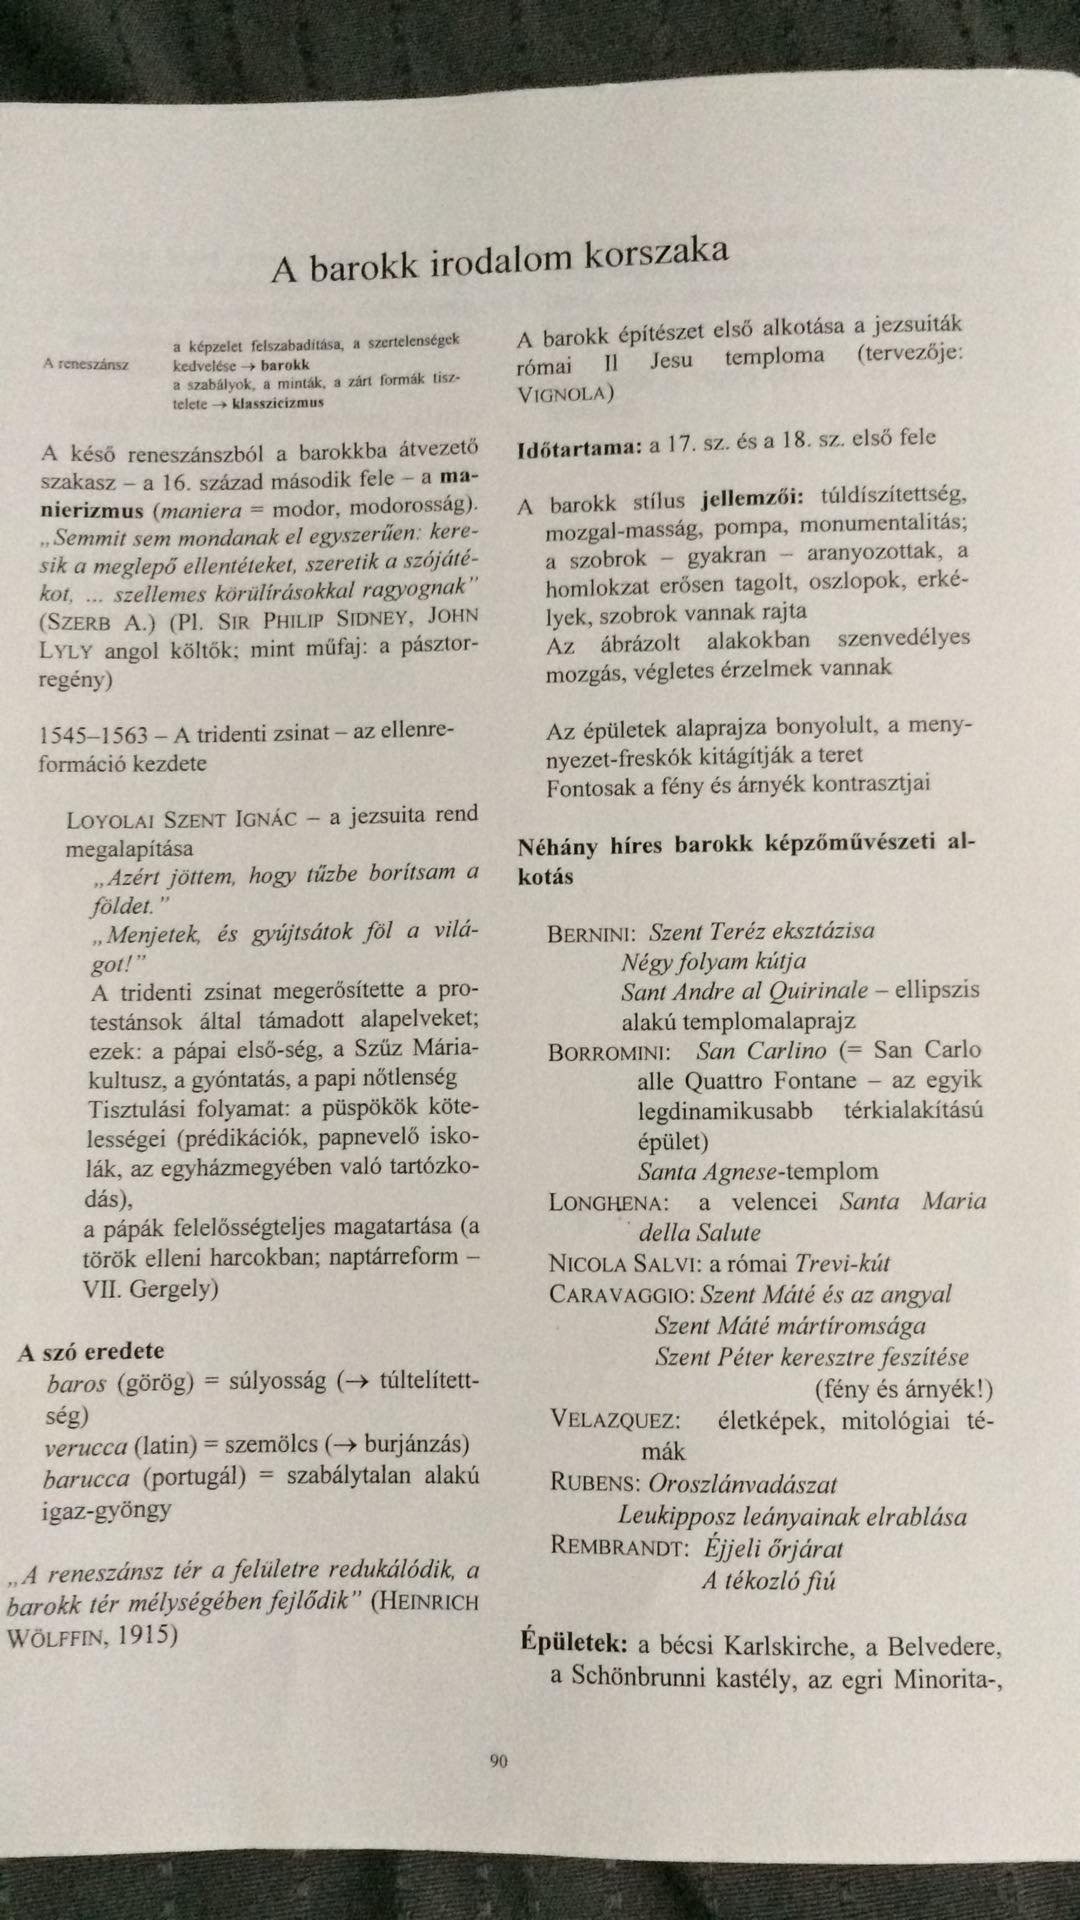 A barokk irodalom korszaka
A reneszánsz
a képzelet felszabadítása, a szertelenségek
kedvelése → barokk
a szabályok, a minták, a zárt formák tisz-
telete → klasszicizmus
A késő reneszánszból a barokkba átvezető
szakasz – a 16. század második fele – a ma-
nierizmus (maniera = modor, modorosság).
„Semmit sem mondanak el egyszerűen: kere-
sik a meglepő ellentéteket, szeretik a szójáté-
kot, ... szellemes körülírásokkal ragyognak"
(SZERB A.) (Pl. SIR PHILIP SIDNEY, JOHN
LYLY angol költők; mint műfaj: a pásztor-
regény)
1545–1563 – A tridenti zsinat – az ellenre-
formáció kezdete
LOYOLAI SZENT IGNÁC – a jezsuita rend
megalapítása
„Azért jöttem, hogy tűzbe borítsam a
földet."
„Menjetek, és gyújtsátok föl a vilá-
got!"
A tridenti zsinat megerősítette a pro-
testánsok által támadott alapelveket;
ezek: a pápai első-ség, a Szűz Mária-
kultusz, a gyóntatás, a papi nőtlenség
Tisztulási folyamat: a püspökök köte-
lességei (prédikációk, papnevelő isko-
lák, az egyházmegyében való tartózko-
dás),
a pápák felelősségteljes magatartása (a
török elleni harcokban; naptárreform –
VII. Gergely)
A szó eredete
baros (görög) = súlyosság (→ túltelített-
ség)
verucca (latin) = szemölcs (→ burjánzás)
barucca (portugál) = szabálytalan alakú
igaz-gyöngy
„A reneszánsz tér a felületre redukálódik, a
barokk tér mélységében fejlődik" (HEINRICH
WÖLFFIN, 1915)
A barokk építészet első alkotása a jezsuiták
római Il Jesu temploma (tervezője:
VIGNOLA)
Időtartama: a 17. sz. és a 18. sz. első fele
A barokk stílus jellemzői: túldíszítettség,
mozgal-masság, pompa, monumentalitás;
a szobrok – gyakran – aranyozottak, a
homlokzat erősen tagolt, oszlopok, erké-
lyek, szobrok vannak rajta
Az ábrázolt alakokban szenvedélyes
mozgás, végletes érzelmek vannak
Az épületek alaprajza bonyolult, a meny-
nyezet-freskók kitágítják a teret
Fontosak a fény és árnyék kontrasztjai
Néhány híres barokk képzőművészeti al-
kotás
BERNINI: Szent Teréz eksztázisa
Négy folyam kútja
Sant Andre al Quirinale – ellipszis
alakú templomalaprajz
BORROMINI: San Carlino (= San Carlo
alle Quattro Fontane – az egyik
legdinamikusabb térkialakítású
épület)
Santa Agnese-templom
LONGHENA: a velencei Santa Maria
della Salute
NICOLA SALVI: a római Trevi-kút
CARAVAGGIO: Szent Máté és az angyal
Szent Máté mártíromsága
Szent Péter keresztre feszítése
(fény és árnyék!)
VELAZQUEZ: életképek, mitológiai té-
mák
RUBENS: Oroszlánvadászat
Leukipposz leányainak elrablása
REMBRANDT: Éjjeli őrjárat
A tékozló fiú
Épületek: a bécsi Karlskirche, a Belvedere,
a Schönbrunni kastély, az egri Minorita-,
90